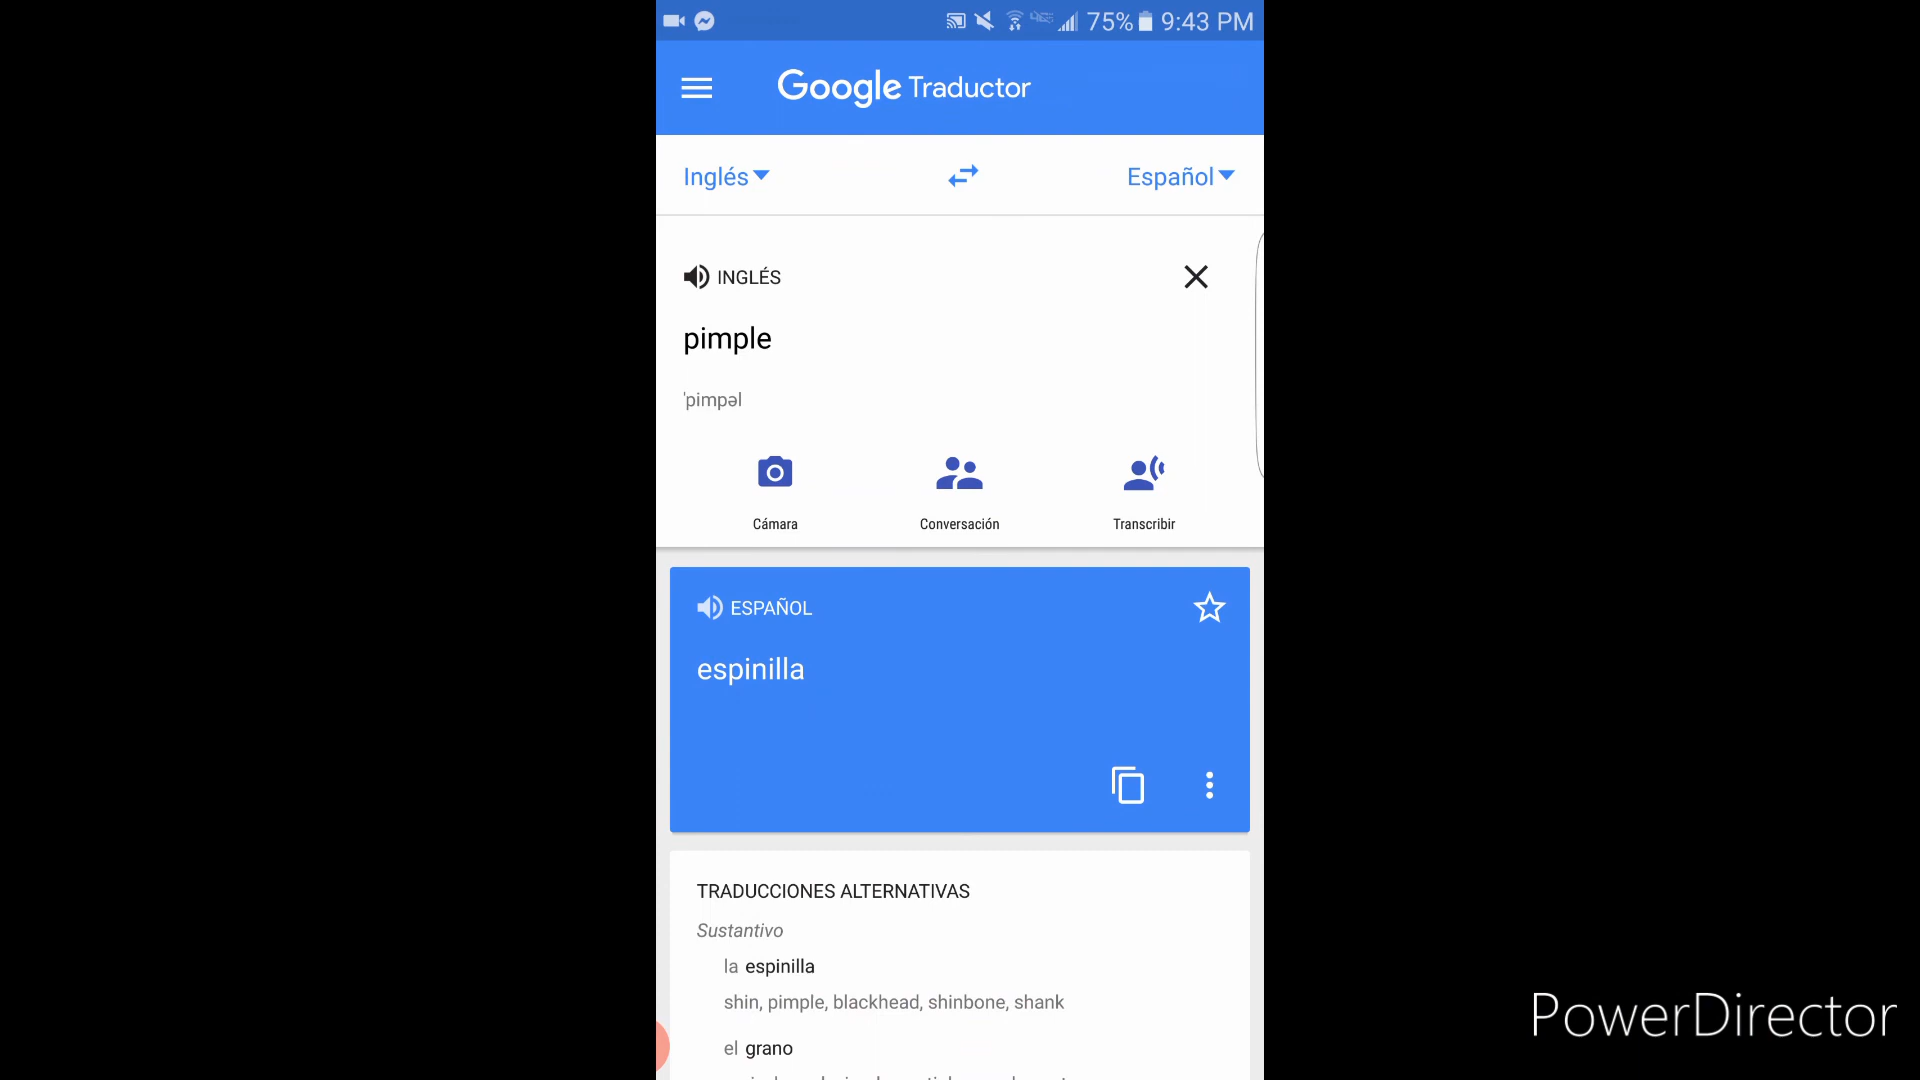 75% 9:43 PM
Google Traductor
Inglés Español
INGLÉS
pimple
ˈpimpəl
Cámara Conversación Transcribir
ESPAÑOL
espinilla
TRADUCCIONES ALTERNATIVAS
Sustantivo
la espinilla
shin, pimple, blackhead, shinbone, shank
el grano
PowerDirector